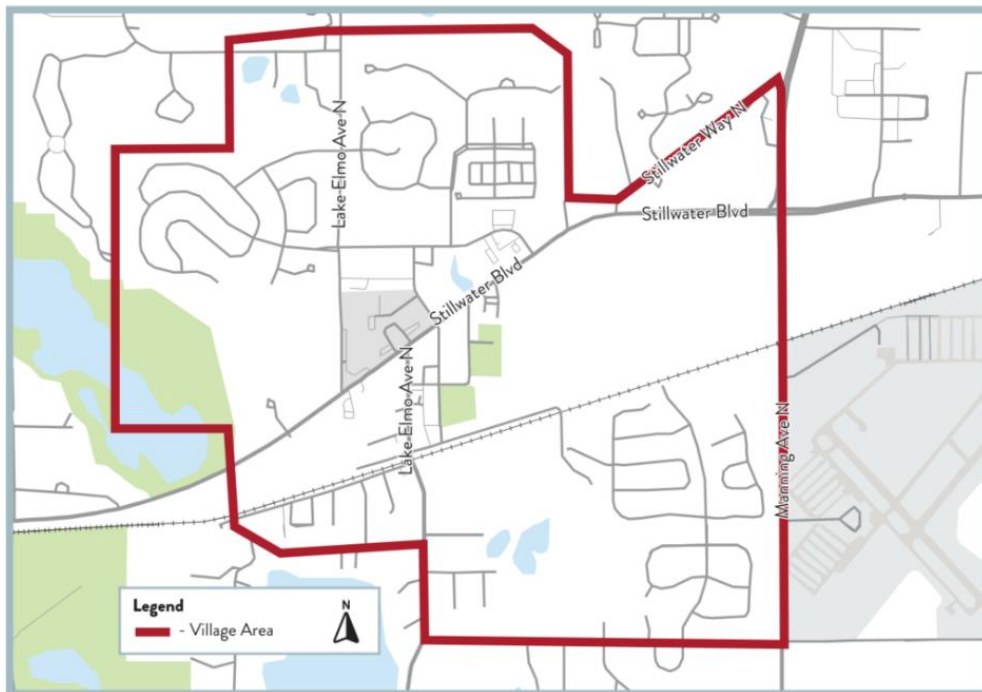 Lake Elmo Ave N
Stillwater Way N
Stillwater Blvd
Stillwater Blvd
Lake Elmo Ave N
Manning Ave N
Legend
- Village Area
N